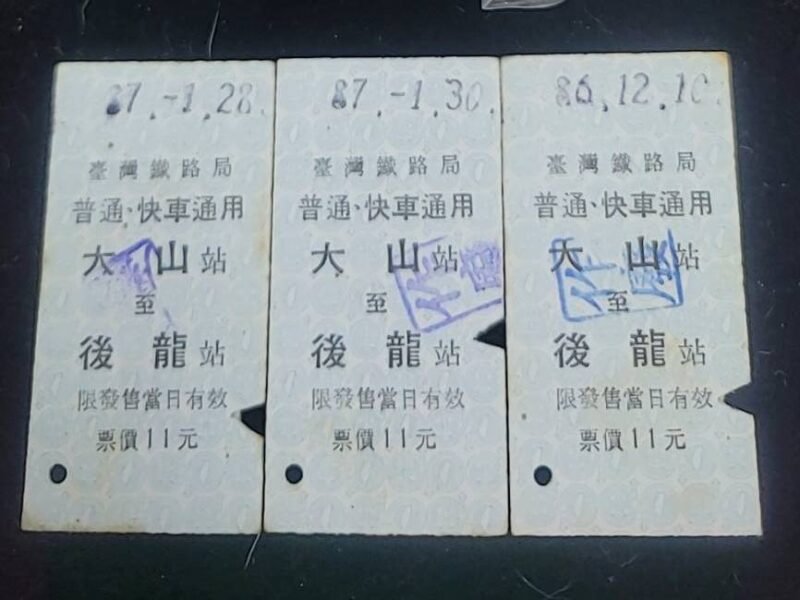 87.-1.28.
臺灣鐵路局
普通、快車通用
大山站
至
後龍站
限發售當日有效
票價11元
87.-1.30.
臺灣鐵路局
普通、快車通用
大山站
作廢
至
後龍站
限發售當日有效
票價11元
86.12.10.
臺灣鐵路局
普通、快車通用
大山站
作廢
至
後龍站
限發售當日有效
票價11元